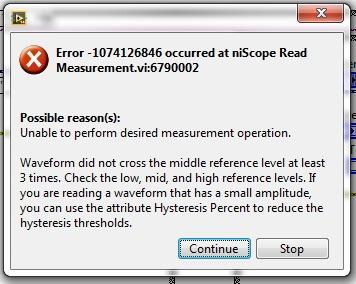 Error -1074126846 occurred at niScope Read
Measurement.vi:6790002
Possible reason(s):
Unable to perform desired measurement operation.
Waveform did not cross the middle reference level at least
3 times. Check the low, mid, and high reference levels. If
you are reading a waveform that has a small amplitude,
you can use the attribute Hysteresis Percent to reduce the
hysteresis thresholds.
Continue
Stop